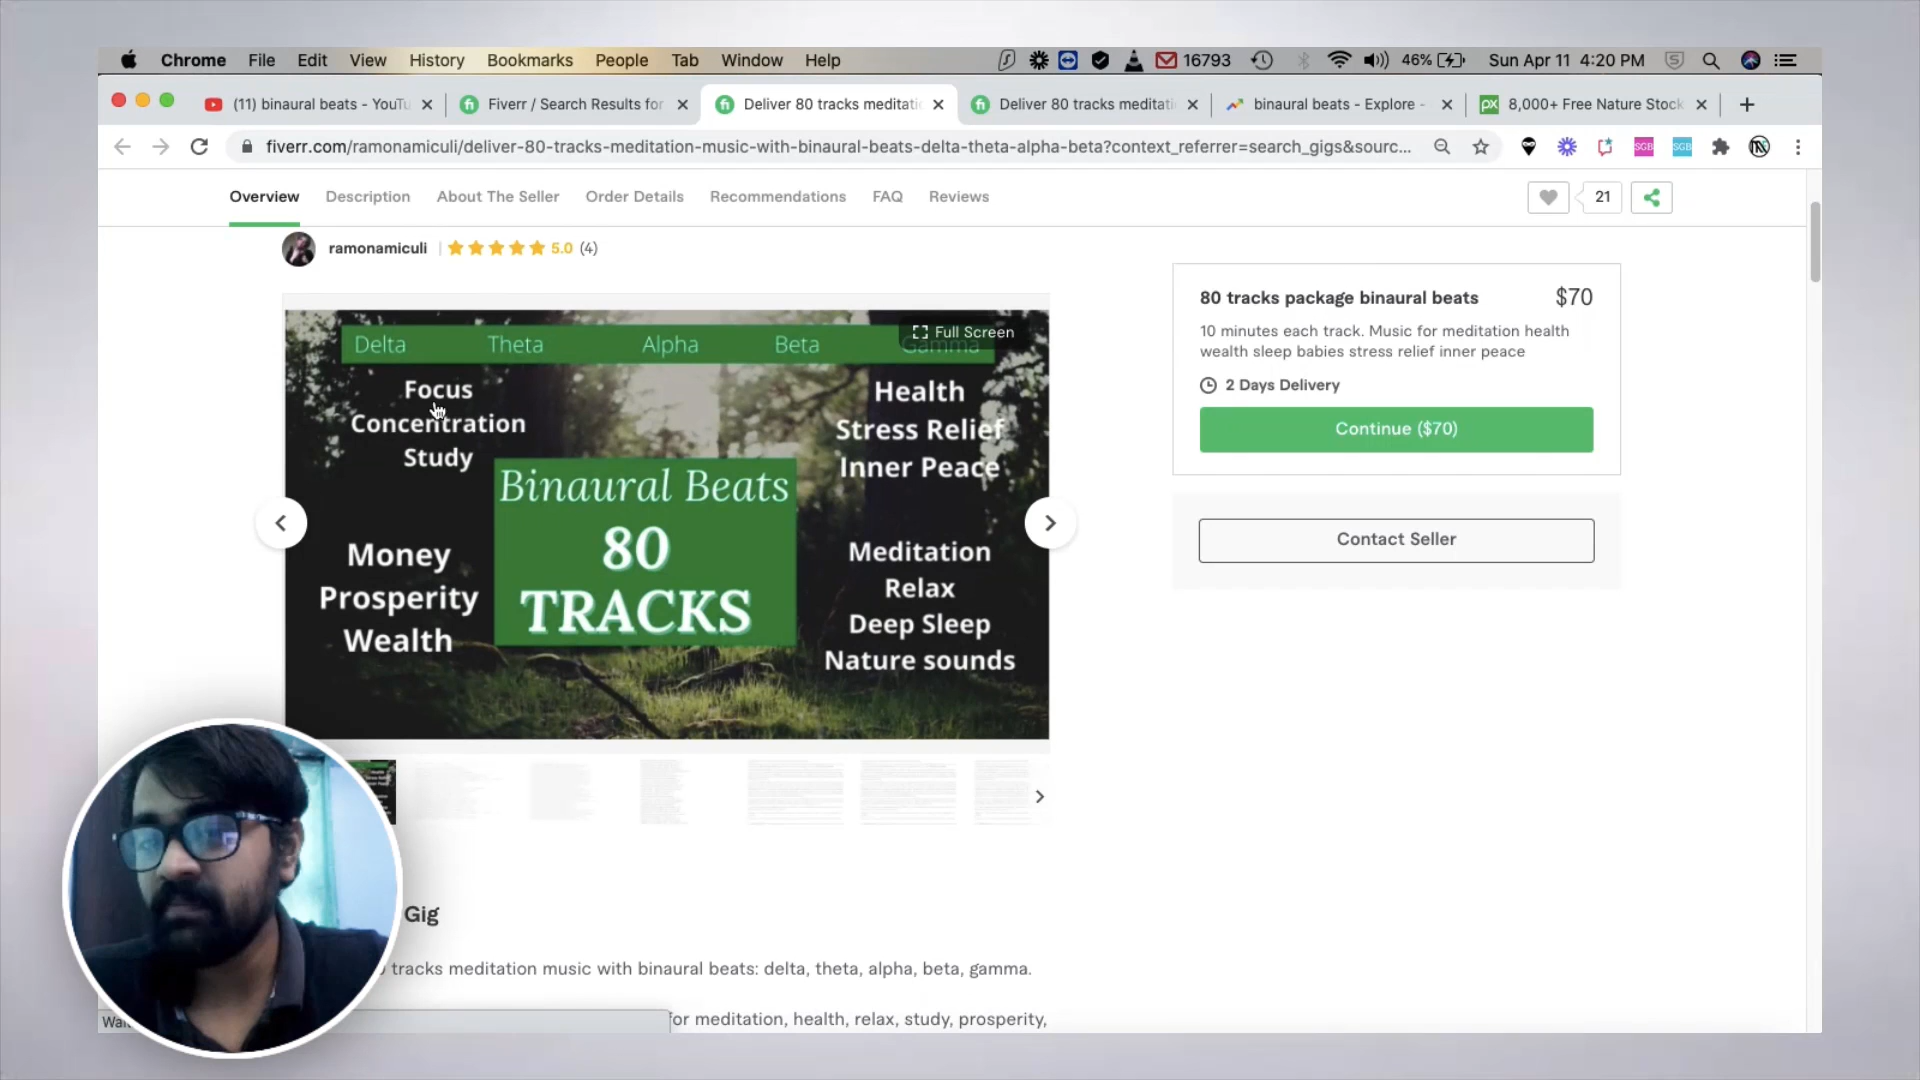 Chrome File Edit View History Bookmarks People Tab Window Help 16793 46% Sun Apr 11 4:20 PM
(11) binaural beats - YouTu
Fiverr / Search Results for
Deliver 80 tracks meditati
Deliver 80 tracks meditati
binaural beats - Explore -
8,000+ Free Nature Stock
fiverr.com/ramonamiculi/deliver-80-tracks-meditation-music-with-binaural-beats-delta-theta-alpha-beta?context_referrer=search_gigs&sourc...
Overview Description About The Seller Order Details Recommendations FAQ Reviews 21
ramonamiculi 5.0 (4)
Full Screen
Delta Theta Alpha Beta Gamma
Focus
Concentration
Study
Health
Stress Relief
Inner Peace
Binaural Beats
80
TRACKS
Money
Prosperity
Wealth
Meditation
Relax
Deep Sleep
Nature sounds
80 tracks package binaural beats $70
10 minutes each track. Music for meditation health
wealth sleep babies stress relief inner peace
2 Days Delivery
Continue ($70)
Contact Seller
Gig
tracks meditation music with binaural beats: delta, theta, alpha, beta, gamma.
for meditation, health, relax, study, prosperity,